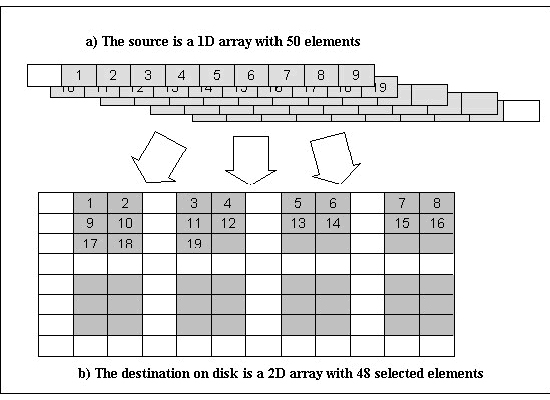 a) The source is a 1D array with 50 elements
1 2 3 4 5 6 7 8 9
10 11 12 13 14 15 16 17 18 19
1 2 3 4 5 6 7 8
9 10 11 12 13 14 15 16
17 18 19
b) The destination on disk is a 2D array with 48 selected elements